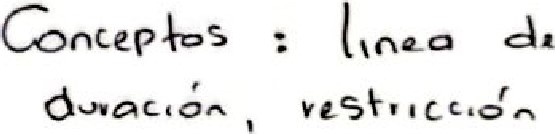 Conceptos : linea de
duración, restricción